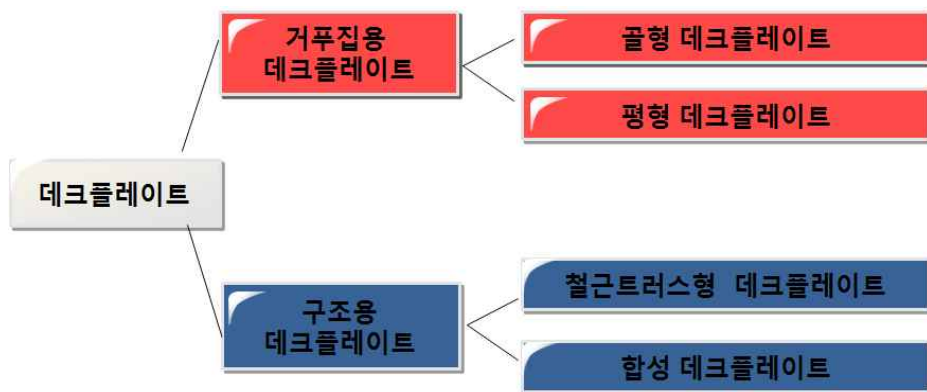 거푸집용
데크플레이트
골형 데크플레이트
평형 데크플레이트
데크플레이트
구조용
데크플레이트
철근트러스형 데크플레이트
합성 데크플레이트